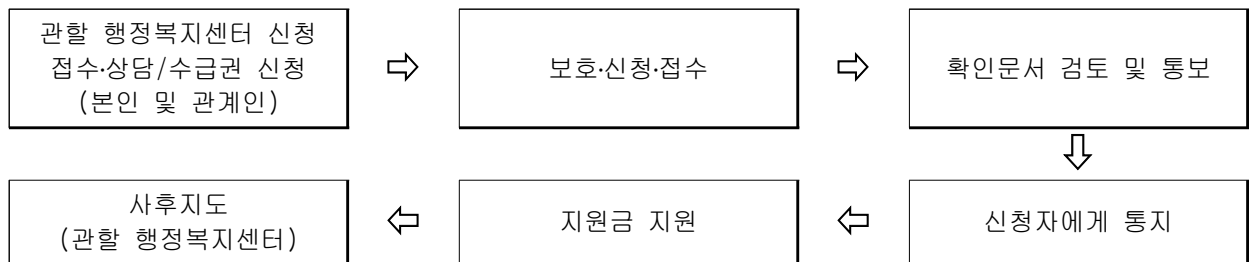 관할 행정복지센터 신청
접수·상담/수급권 신청
(본인 및 관계인)
보호·신청·접수
확인문서 검토 및 통보
신청자에게 통지
지원금 지원
사후지도
(관할 행정복지센터)